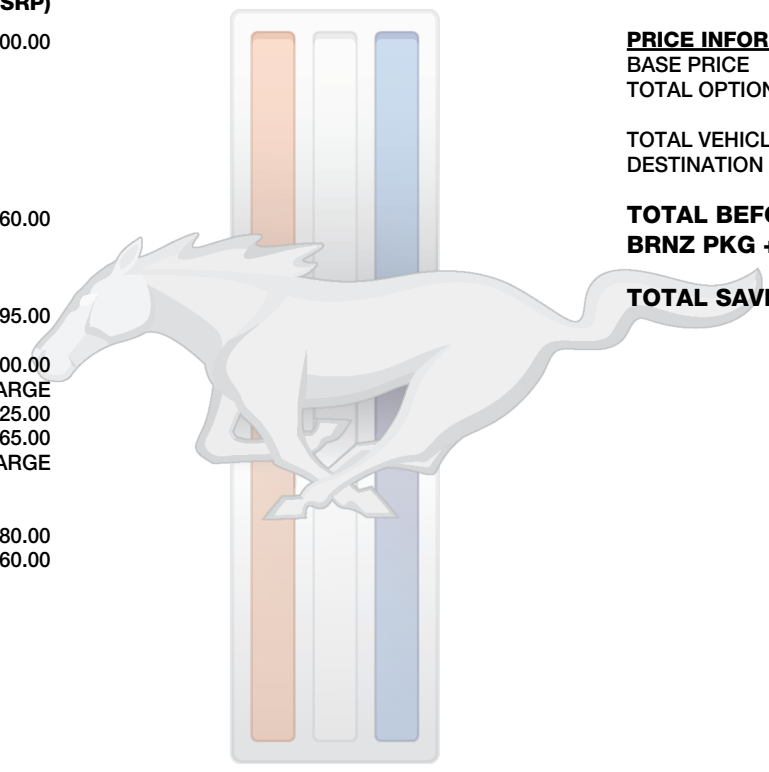 SRP)
00.00
60.00
95.00
00.00
ARGE
25.00
65.00
ARGE
80.00
60.00
PRICE INFOR
BASE PRICE
TOTAL OPTION
TOTAL VEHICL
DESTINATION
TOTAL BEFO
BRNZ PKG +
TOTAL SAVI